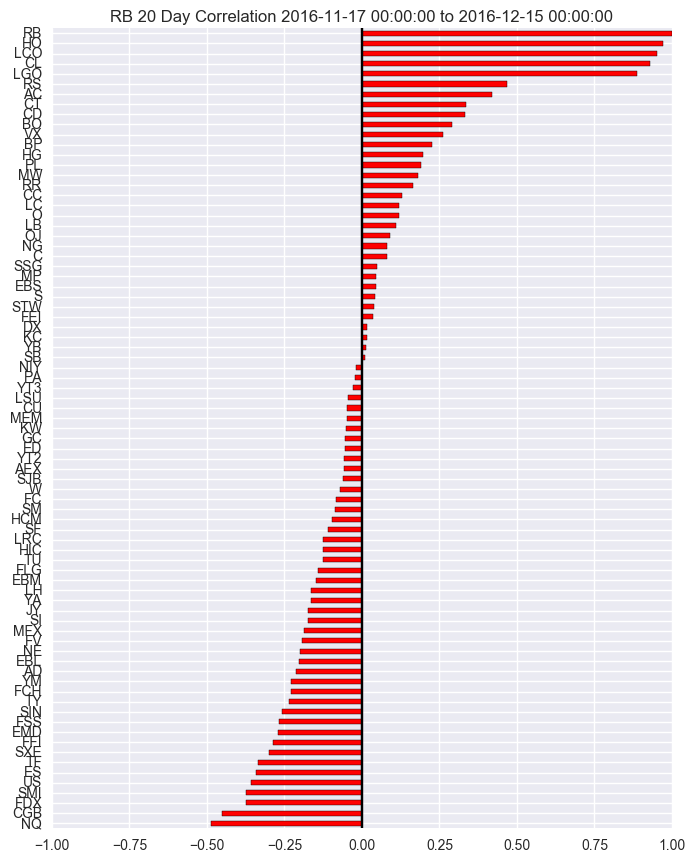 RB 20 Day Correlation 2016-11-17 00:00:00 to 2016-12-15 00:00:00
RB
HO
LCO
CL
LGO
RS
AC
CT
CD
BO
VX
BP
HG
PL
MW
RR
CC
LC
O
LB
OJ
NG
C
SSG
MP
EBS
S
STW
FEI
DX
KC
YB
SB
NIY
PA
YT3
LSU
CU
MEM
KW
GC
ED
YT2
AEX
SJB
W
FC
SM
HCM
SF
LRC
HIC
TU
FLG
EBM
LH
YA
JY
SI
MFX
FV
NE
EBL
AD
YM
FCH
TY
SIN
FSS
EMD
FFI
SXE
TF
ES
US
SMI
FDX
CGB
NQ
−1.00 −0.75 −0.50 −0.25 0.00 0.25 0.50 0.75 1.00